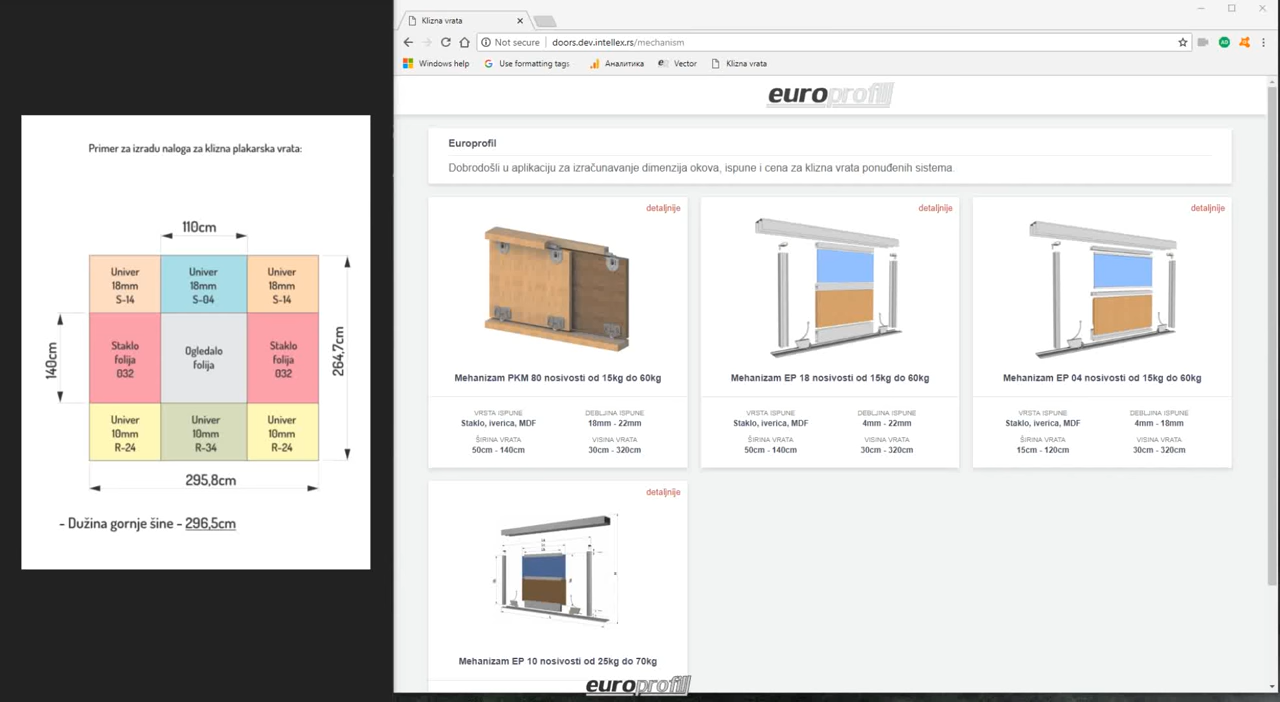 Primer za izradu naloga za klizna plakarska vrata:
110cm
Univer
18mm
S-14
Univer
18mm
S-04
Univer
18mm
S-14
140cm
Staklo
folija
032
Ogledalo
folija
Staklo
folija
032
264,7cm
Univer
10mm
R-24
Univer
10mm
R-34
Univer
10mm
R-24
295,8cm
- Dužina gornje šine - 296,5cm
Klizna vrata
Not secure | doors.dev.intellex.rs/mechanism
Windows help
Use formatting tags
Аналитика
Vector
Klizna vrata
europrofill
Europrofil
Dobrodošli u aplikaciju za izračunavanje dimenzija okova, ispune i cena za klizna vrata ponuđenih sistema.
detaljnije
Mehanizam PKM 80 nosivosti od 15kg do 60kg
VRSTA ISPUNE
Staklo, iverica, MDF
DEBLJINA ISPUNE
18mm - 22mm
ŠIRINA VRATA
50cm - 140cm
VISINA VRATA
30cm - 320cm
detaljnije
Mehanizam EP 18 nosivosti od 15kg do 60kg
VRSTA ISPUNE
Staklo, iverica, MDF
DEBLJINA ISPUNE
4mm - 22mm
ŠIRINA VRATA
50cm - 140cm
VISINA VRATA
30cm - 320cm
detaljnije
Mehanizam EP 04 nosivosti od 15kg do 60kg
VRSTA ISPUNE
Staklo, iverica, MDF
DEBLJINA ISPUNE
4mm - 18mm
ŠIRINA VRATA
15cm - 120cm
VISINA VRATA
30cm - 320cm
detaljnije
Mehanizam EP 10 nosivosti od 25kg do 70kg
europrofill